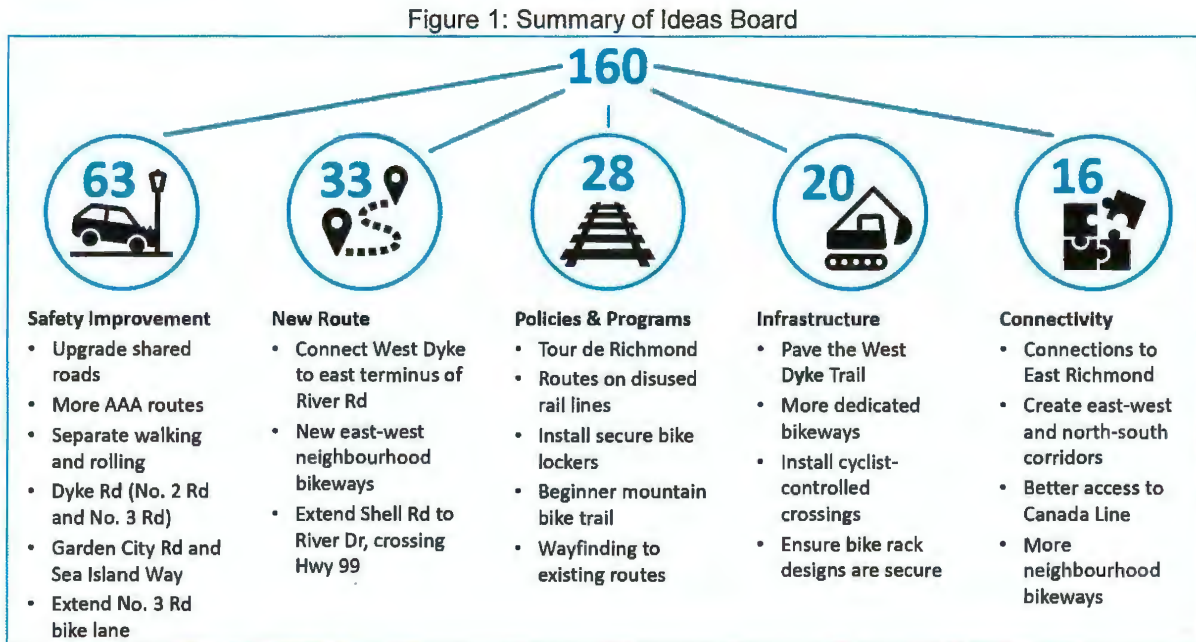 Figure 1: Summary of Ideas Board
160
63
33
28
20
16
Safety Improvement
• Upgrade shared
roads
• More AAA routes
• Separate walking
and rolling
• Dyke Rd (No. 2 Rd
and No. 3 Rd)
• Garden City Rd and
Sea Island Way
• Extend No. 3 Rd
bike lane
New Route
• Connect West Dyke
to east terminus of
River Rd
• New east-west
neighbourhood
bikeways
• Extend Shell Rd to
River Dr, crossing
Hwy 99
Policies & Programs
• Tour de Richmond
• Routes on disused
rail lines
• Install secure bike
lockers
• Beginner mountain
bike trail
• Wayfinding to
existing routes
Infrastructure
• Pave the West
Dyke Trail
• More dedicated
bikeways
• Install cyclist-
controlled
crossings
• Ensure bike rack
designs are secure
Connectivity
• Connections to
East Richmond
• Create east-west
and north-south
corridors
• Better access to
Canada Line
• More
neighbourhood
bikeways